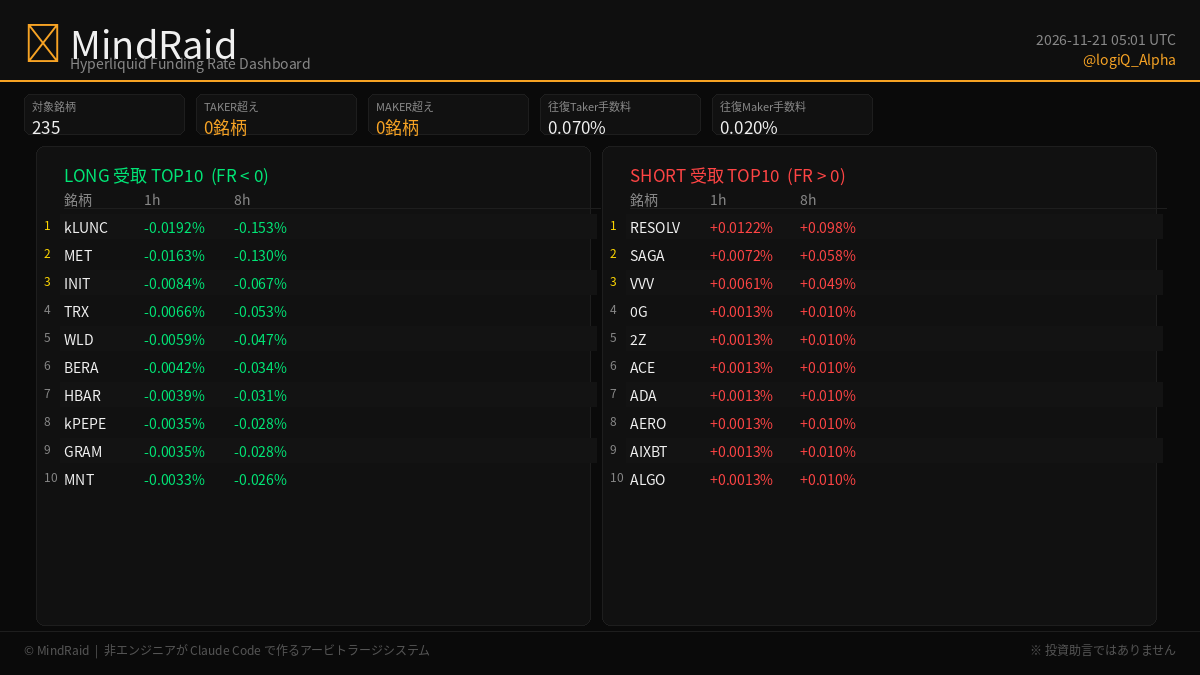 MindRaid
Hyperliquid Funding Rate Dashboard
2026-11-21 05:01 UTC
@logiQ_Alpha
対象銘柄
235
TAKER超え
0銘柄
MAKER超え
0銘柄
往復Taker手数料
0.070%
往復Maker手数料
0.020%
LONG 受取 TOP10 (FR < 0)
銘柄 1h 8h
1 kLUNC -0.0192% -0.153%
2 MET -0.0163% -0.130%
3 INIT -0.0084% -0.067%
4 TRX -0.0066% -0.053%
5 WLD -0.0059% -0.047%
6 BERA -0.0042% -0.034%
7 HBAR -0.0039% -0.031%
8 kPEPE -0.0035% -0.028%
9 GRAM -0.0035% -0.028%
10 MNT -0.0033% -0.026%
SHORT 受取 TOP10 (FR > 0)
銘柄 1h 8h
1 RESOLV +0.0122% +0.098%
2 SAGA +0.0072% +0.058%
3 VVV +0.0061% +0.049%
4 0G +0.0013% +0.010%
5 2Z +0.0013% +0.010%
6 ACE +0.0013% +0.010%
7 ADA +0.0013% +0.010%
8 AERO +0.0013% +0.010%
9 AIXBT +0.0013% +0.010%
10 ALGO +0.0013% +0.010%
© MindRaid | 非エンジニアが Claude Code で作るアービトラージシステム
※ 投資助言ではありません